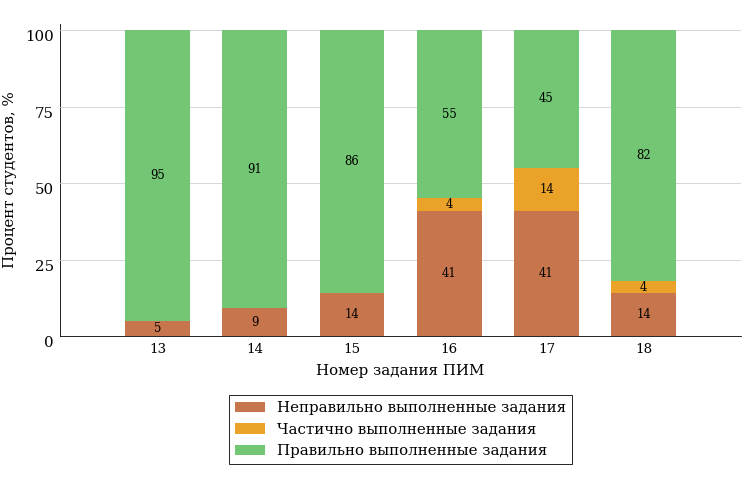 100
75
50
25
0
Процент студентов, %
95 91 86 55 45 82
4 14 4
5 9 14 41 41 14
13 14 15 16 17 18
Номер задания ПИМ
Неправильно выполненные задания
Частично выполненные задания
Правильно выполненные задания